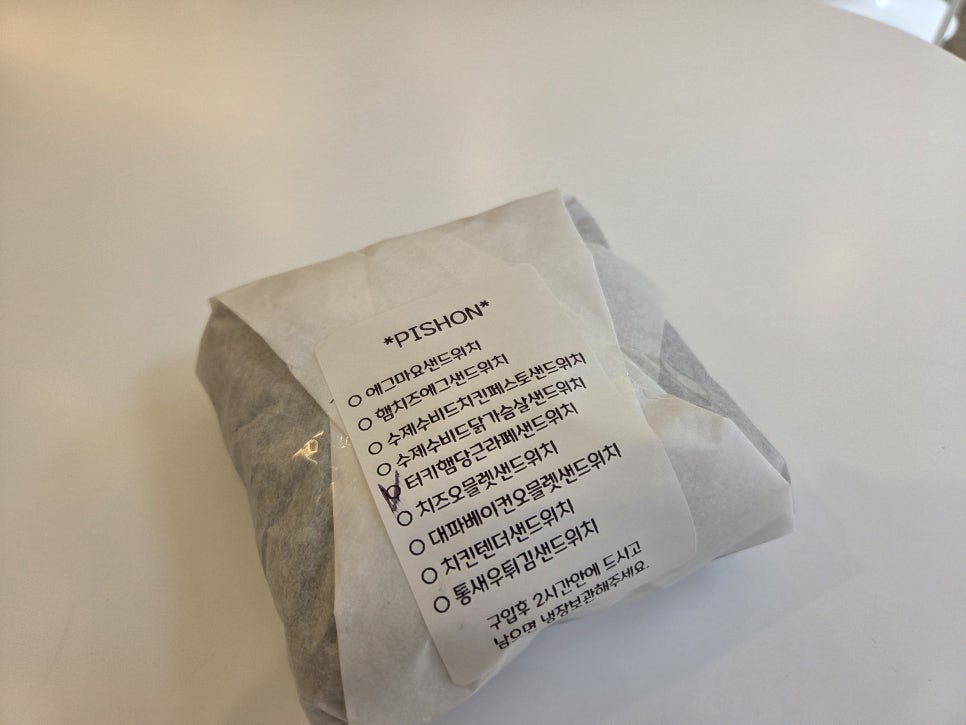 *PISHON*
○ 에그마요샌드위치
○ 햄치즈에그샌드위치
○ 수제수비드치킨페스토샌드위치
○ 수제수비드닭가슴살샌드위치
○ 터키햄당근라페샌드위치
○ 치즈오믈렛샌드위치
○ 대파베이컨오믈렛샌드위치
○ 치킨텐더샌드위치
○ 통새우튀김샌드위치
구입후 2시간안에 드시고
남으면 냉장보관해주세요.